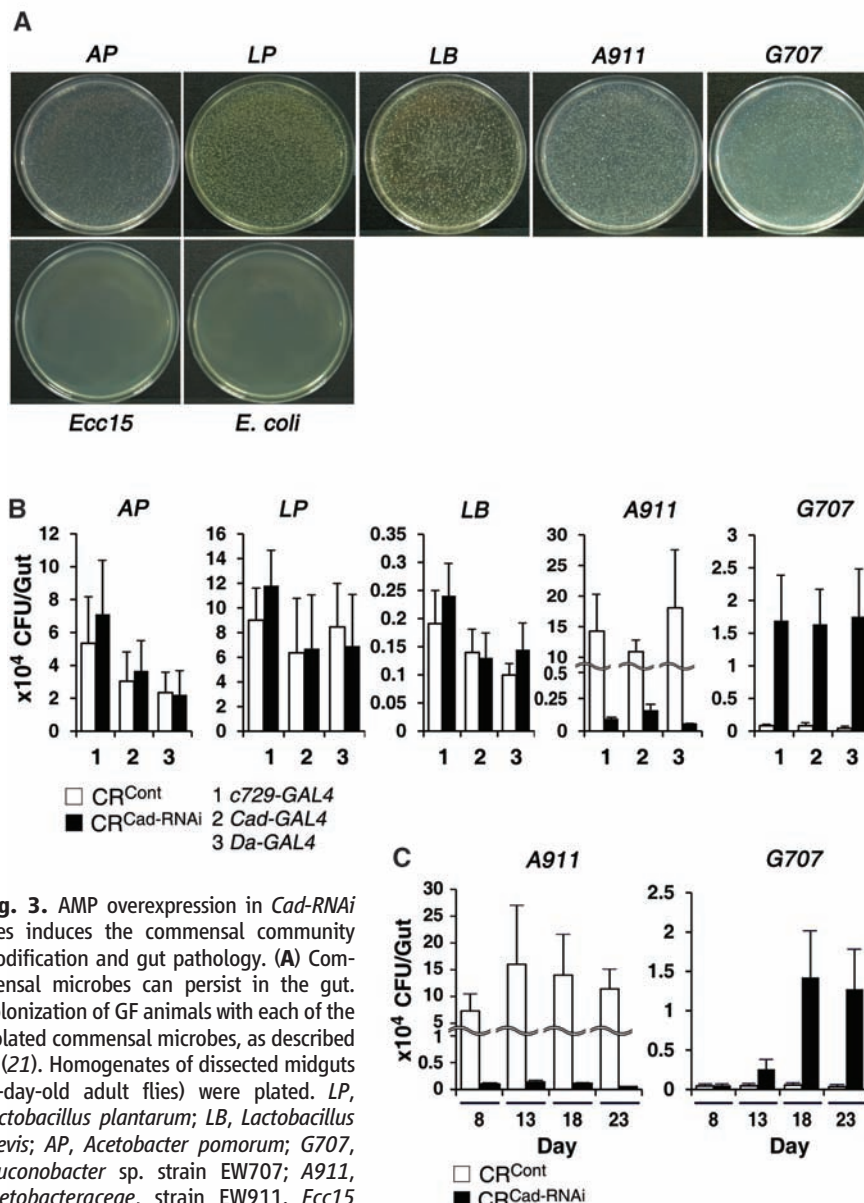 A
AP LP LB A911 G707
Ecc15 E. coli
B
AP LP LB A911 G707
x10⁴ CFU/Gut
12 16 0.35 30 3
10 14 0.3 25 2.5
8 12 0.25 20 2
6 10 0.2 15 1.5
4 8 0.15 10 1
2 6 0.1 0.5 0.5
0 4 0.05 0.25 0
2 0 0
0
1 2 3 1 2 3 1 2 3 1 2 3 1 2 3
CRCont 1 c729-GAL4
CRCad-RNAi 2 Cad-GAL4
3 Da-GAL4
g. 3. AMP overexpression in Cad-RNAi
es induces the commensal community
odification and gut pathology. (A) Com-
ensal microbes can persist in the gut.
olonization of GF animals with each of the
olated commensal microbes, as described
(21). Homogenates of dissected midguts
-day-old adult flies) were plated. LP,
ctobacillus plantarum; LB, Lactobacillus
evis; AP, Acetobacter pomorum; G707,
uconobacter sp. strain EW707; A911,
etobacteraceae, strain EW911. Ecc15
C
A911 G707
x10⁴ CFU/Gut
30 2.5
25 2
20 1.5
15 1
10 0.5
5 0
1
0.5
0
8 13 18 23 8 13 18 23
Day Day
CRCont
CRCad-RNAi